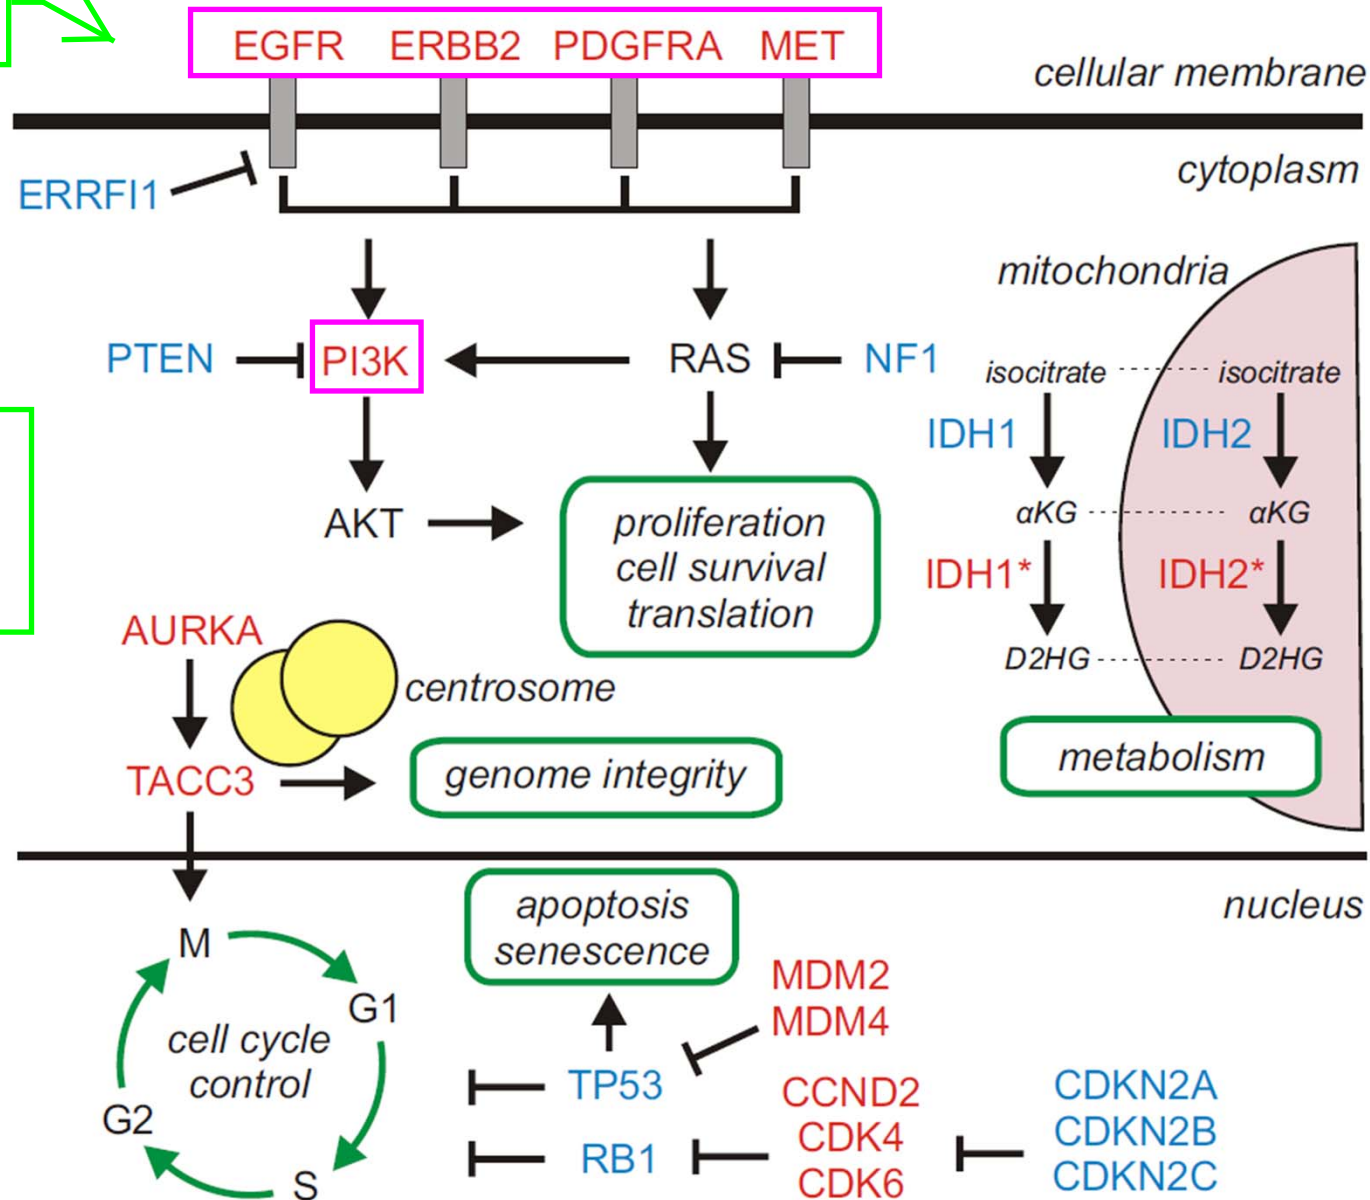 EGFR ERBB2 PDGFRA MET
cellular membrane
cytoplasm
ERRFI1
mitochondria
PTEN PI3K RAS NF1
isocitrate isocitrate
IDH1 IDH2
αKG αKG
IDH1* IDH2*
D2HG D2HG
metabolism
AKT
proliferation
cell survival
translation
AURKA
centrosome
TACC3
genome integrity
nucleus
apoptosis
senescence
M
G1
S
G2
cell cycle
control
MDM2
MDM4
TP53
RB1
CCND2
CDK4
CDK6
CDKN2A
CDKN2B
CDKN2C